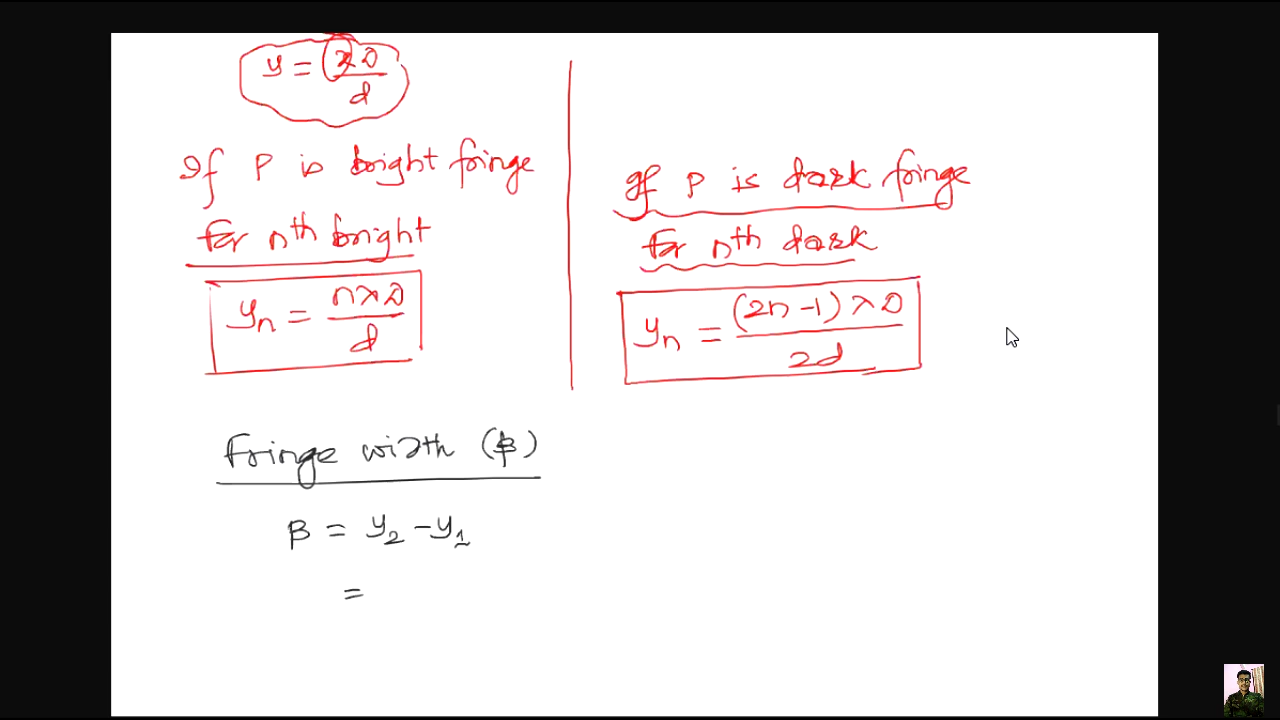 y = xD/d
If P is bright fringe
for nth bright
yn = nλD/d
If P is dark fringe
for nth dark
yn = (2n-1)λD/2d
Fringe width (β)
β = y2 - y1
=